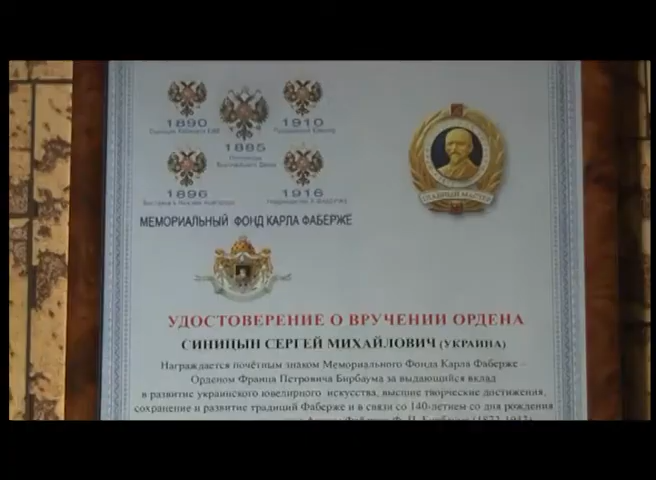 1890
1910
1885
1896
1916
МЕМОРИАЛЬНЫЙ ФОНД КАРЛА ФАБЕРЖЕ
ГЛАВНЫЙ МАСТЕР
УДОСТОВЕРЕНИЕ О ВРУЧЕНИИ ОРДЕНА
СИНИЦЫН СЕРГЕЙ МИХАЙЛОВИЧ (УКРАИНА)
Награждается почётным знаком Мемориального Фонда Карла Фаберже –
Орденом Франца Петровича Бирбаума за выдающийся вклад
в развитие украинского ювелирного искусства, высшие творческие достижения,
сохранение и развитие традиций Фаберже и в связи со 140-летием со дня рождения